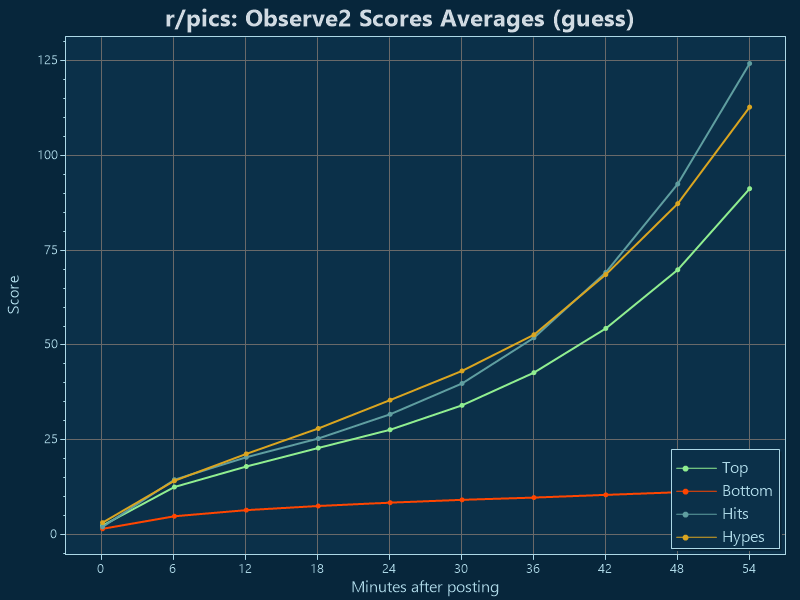 r/pics: Observe2 Scores Averages (guess)
125
100
75
50
25
0
Score
0 6 12 18 24 30 36 42 48 54
Minutes after posting
Top
Bottom
Hits
Hypes